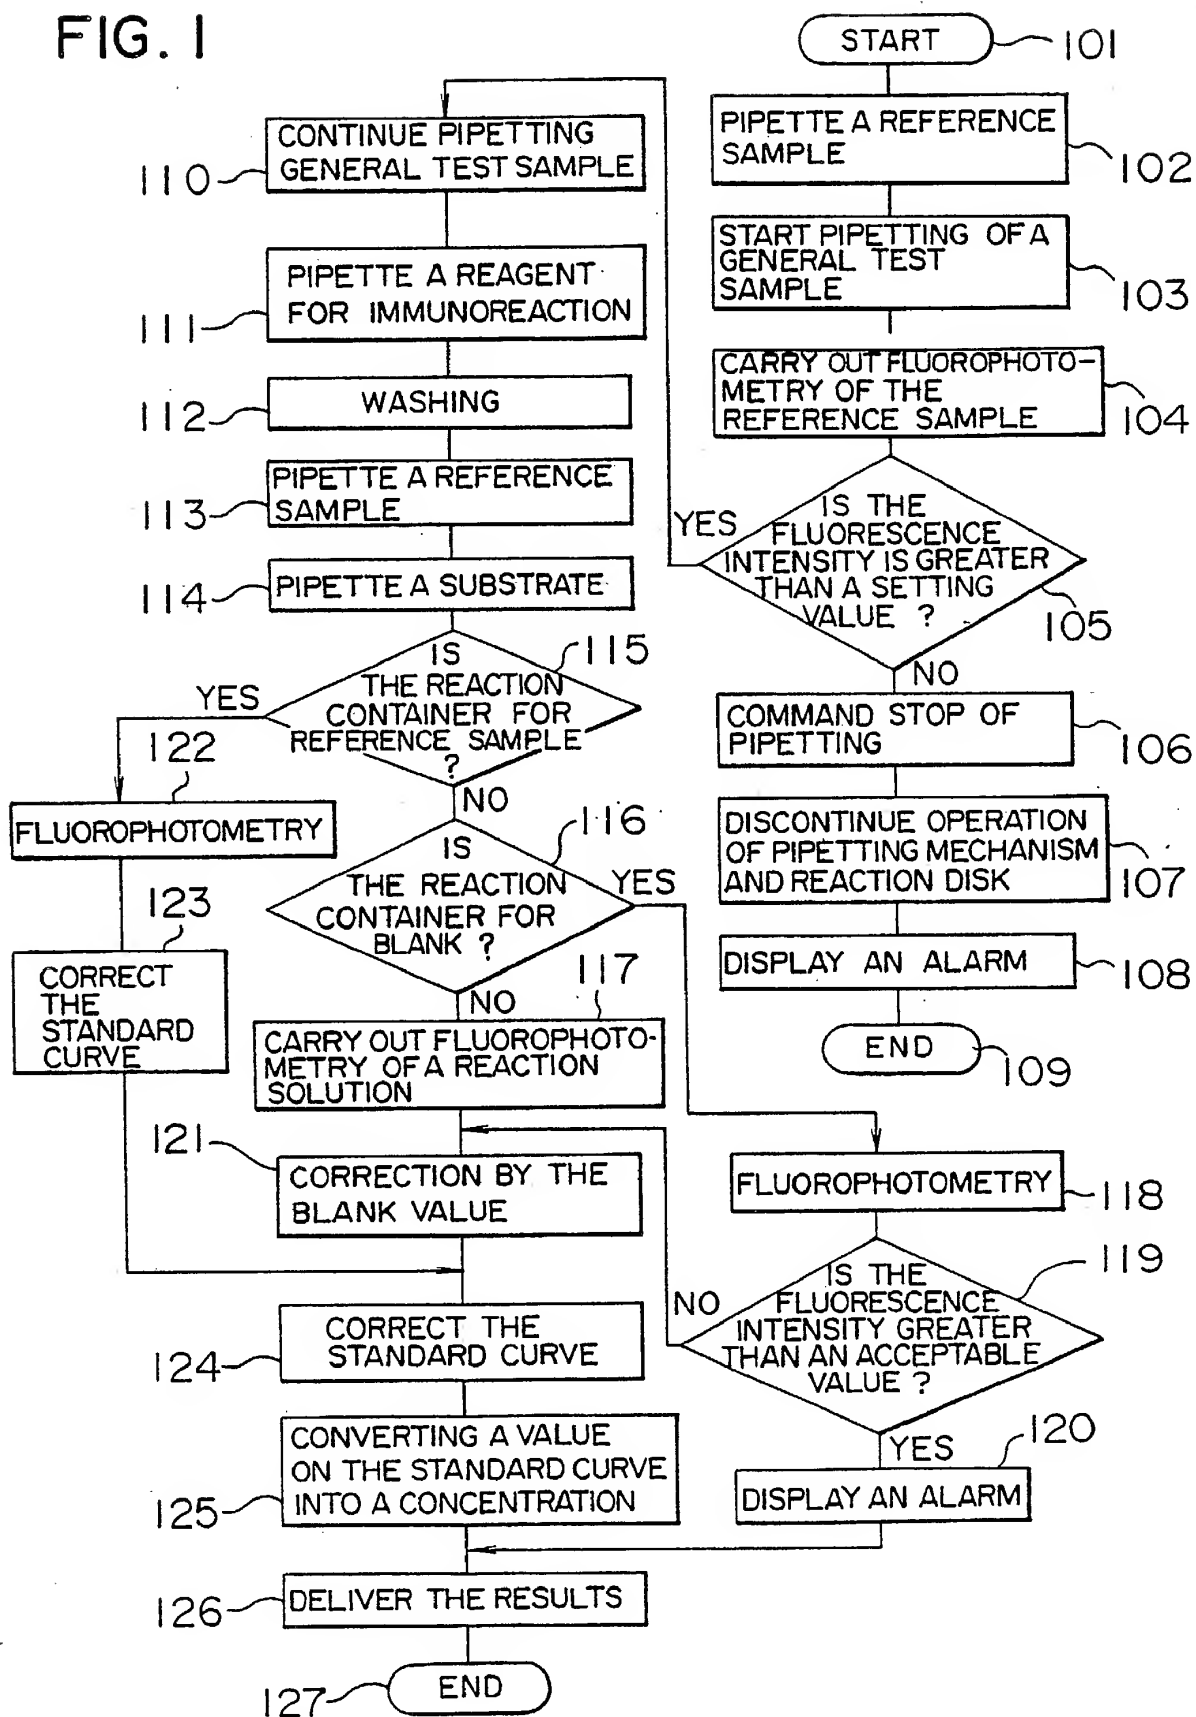 FIG. 1
START
101
PIPETTE A REFERENCE
SAMPLE
102
START PIPETTING OF A
GENERAL TEST
SAMPLE
103
CARRY OUT FLUOROPHOTO-
METRY OF THE
REFERENCE SAMPLE
104
IS THE
FLUORESCENCE
INTENSITY IS GREATER
THAN A SETTING
VALUE ?
105
YES
NO
COMMAND STOP OF
PIPETTING
106
DISCONTINUE OPERATION
OF PIPETTING MECHANISM
AND REACTION DISK
107
DISPLAY AN ALARM
108
END
109
CONTINUE PIPETTING
GENERAL TEST SAMPLE
110
PIPETTE A REAGENT
FOR IMMUNOREACTION
111
WASHING
112
PIPETTE A REFERENCE
SAMPLE
113
PIPETTE A SUBSTRATE
114
IS
THE REACTION
CONTAINER FOR
REFERENCE SAMPLE
?
115
YES
NO
122
FLUOROPHOTOMETRY
123
CORRECT
THE
STANDARD
CURVE
IS
THE REACTION
CONTAINER FOR
BLANK ?
116
YES
NO
117
CARRY OUT FLUOROPHOTO-
METRY OF A REACTION
SOLUTION
FLUOROPHOTOMETRY
118
IS THE
FLUORESCENCE
INTENSITY GREATER
THAN AN ACCEPTABLE
VALUE ?
119
NO
YES
120
DISPLAY AN ALARM
121
CORRECTION BY THE
BLANK VALUE
CORRECT THE
STANDARD CURVE
124
CONVERTING A VALUE
ON THE STANDARD CURVE
INTO A CONCENTRATION
125
DELIVER THE RESULTS
126
END
127